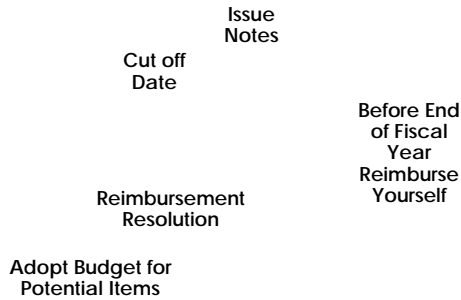 Issue
Notes
Cut off
Date
Before End
of Fiscal
Year
Reimburse
Yourself
Reimbursement
Resolution
Adopt Budget for
Potential Items